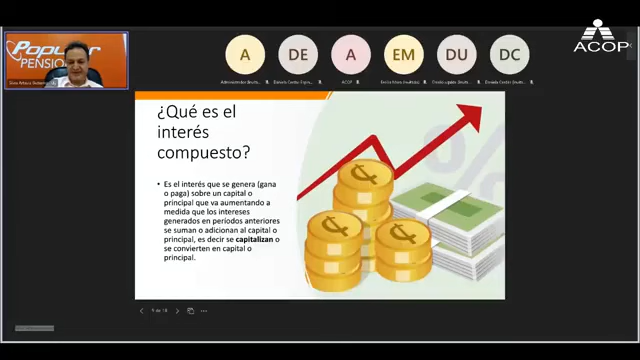 Popular
PENSIONES
A
DE
A
EM
DU
DC
ACOP
ACOP
¿Qué es el
interés
compuesto?
• Es el interés que se genera (gana
o paga) sobre un capital o
principal que va aumentando a
medida que los intereses
generados en períodos anteriores
se suman o adicionan al capital o
principal, es decir se capitalizan o
se convierten en capital o
principal.